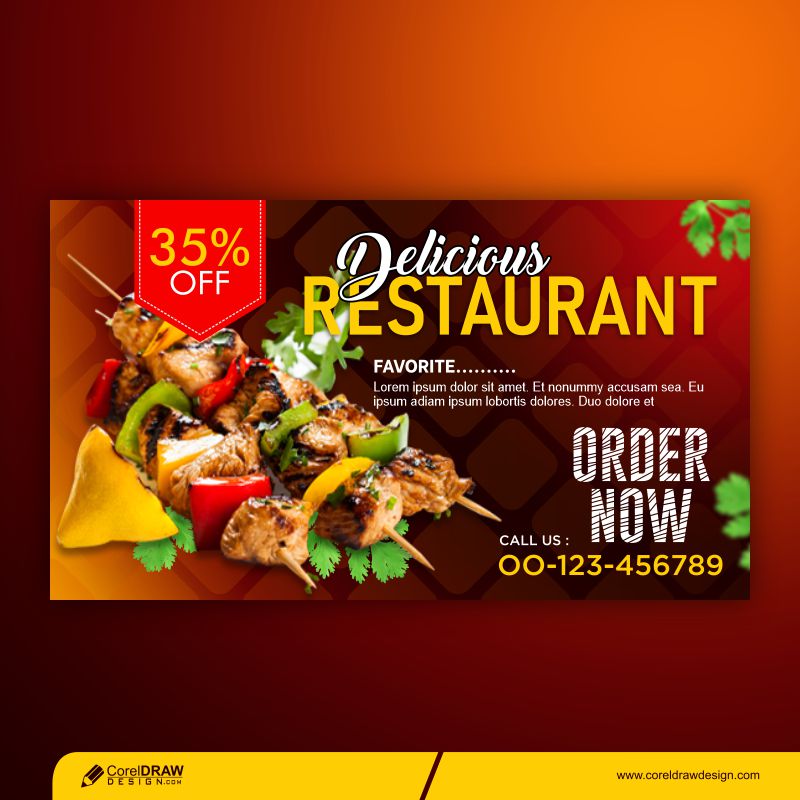 35%
OFF
Delicious
RESTAURANT
FAVORITE..........
Lorem ipsum dolor sit amet. Et nonummy accusam sea. Eu
ipsum adiam ipsum lobortis dolores. Duo dolore et
ORDER
NOW
CALL US :
OO-123-456789
CorelDRAW
DESIGN.COM
www.coreldrawdesign.com